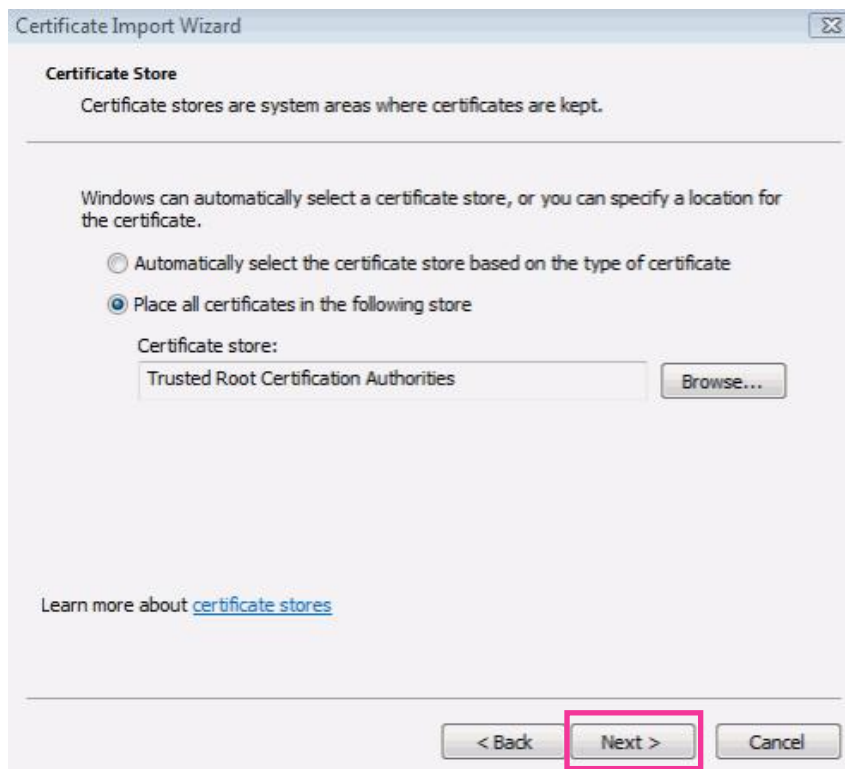 Certificate Import Wizard
Certificate Store
Certificate stores are system areas where certificates are kept.
Windows can automatically select a certificate store, or you can specify a location for
the certificate.
Automatically select the certificate store based on the type of certificate
Place all certificates in the following store
Certificate store:
Trusted Root Certification Authorities
Browse...
Learn more about certificate stores
< Back Next > Cancel